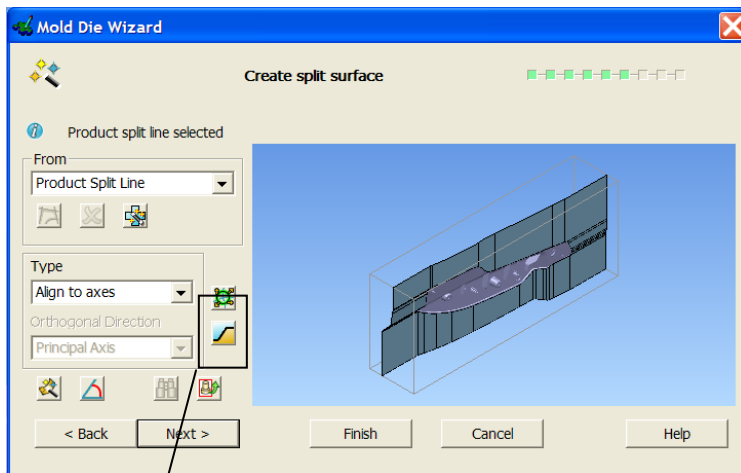 Mold Die Wizard
Create split surface
Product split line selected
From
Product Split Line
Type
Align to axes
Orthogonal Direction
Principal Axis
< Back
Next >
Finish
Cancel
Help